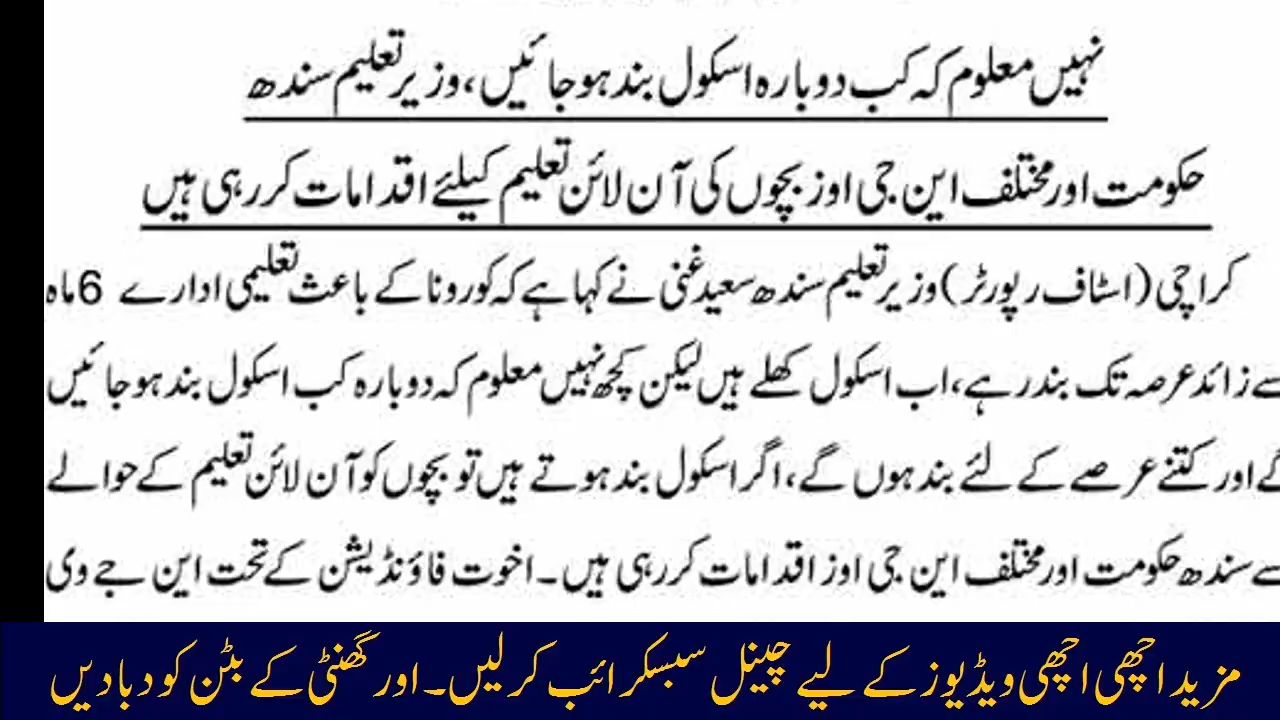 نہیں معلوم کہ کب دوبارہ اسکول بند ہو جائیں، وزیر تعلیم سندھ
حکومت اور مختلف این جی اوز بچوں کی آن لائن تعلیم کیلئے اقدامات کررہی ہیں
کراچی (اسٹاف رپورٹر) وزیر تعلیم سندھ سعید غنی نے کہا ہے کہ کورونا کے باعث تعلیمی ادارے 6 ماہ
سے زائد عرصہ تک بند رہے، اب اسکول کھلے ہیں لیکن کچھ نہیں معلوم کہ دوبارہ کب اسکول بند ہو جائیں
گے اور کتنے عرصے کے لئے بند ہوں گے، اگر اسکول بند ہوتے ہیں تو بچوں کو آن لائن تعلیم کے حوالے
سے سندھ حکومت اور مختلف این جی اوز اقدامات کررہی ہیں۔ اخوت فاؤنڈیشن کے تحت این جے وی
مزید اچھی اچھی ویڈیوز کے لیے چینل سبسکرائب کرلیں۔ اور گھنٹی کے بٹن کو دبا دیں